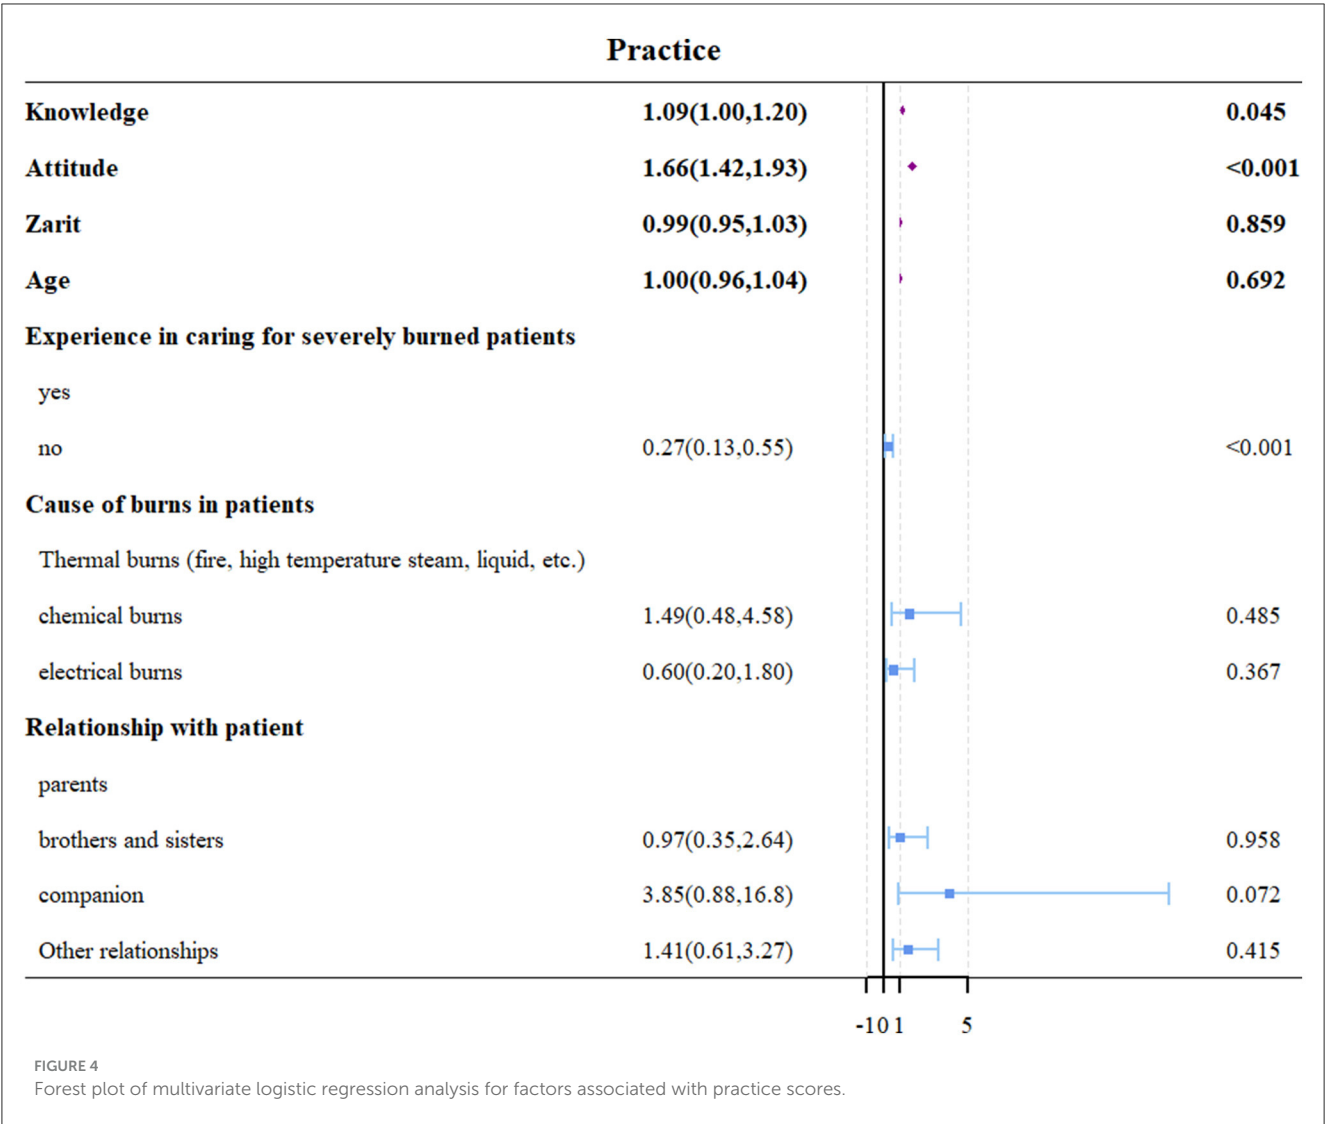 Practice
Knowledge 1.09(1.00,1.20) 0.045
Attitude 1.66(1.42,1.93) <0.001
Zarit 0.99(0.95,1.03) 0.859
Age 1.00(0.96,1.04) 0.692
Experience in caring for severely burned patients
yes
no 0.27(0.13,0.55) <0.001
Cause of burns in patients
Thermal burns (fire, high temperature steam, liquid, etc.)
chemical burns 1.49(0.48,4.58) 0.485
electrical burns 0.60(0.20,1.80) 0.367
Relationship with patient
parents
brothers and sisters 0.97(0.35,2.64) 0.958
companion 3.85(0.88,16.8) 0.072
Other relationships 1.41(0.61,3.27) 0.415
-1 0 1 5
FIGURE 4
Forest plot of multivariate logistic regression analysis for factors associated with practice scores.